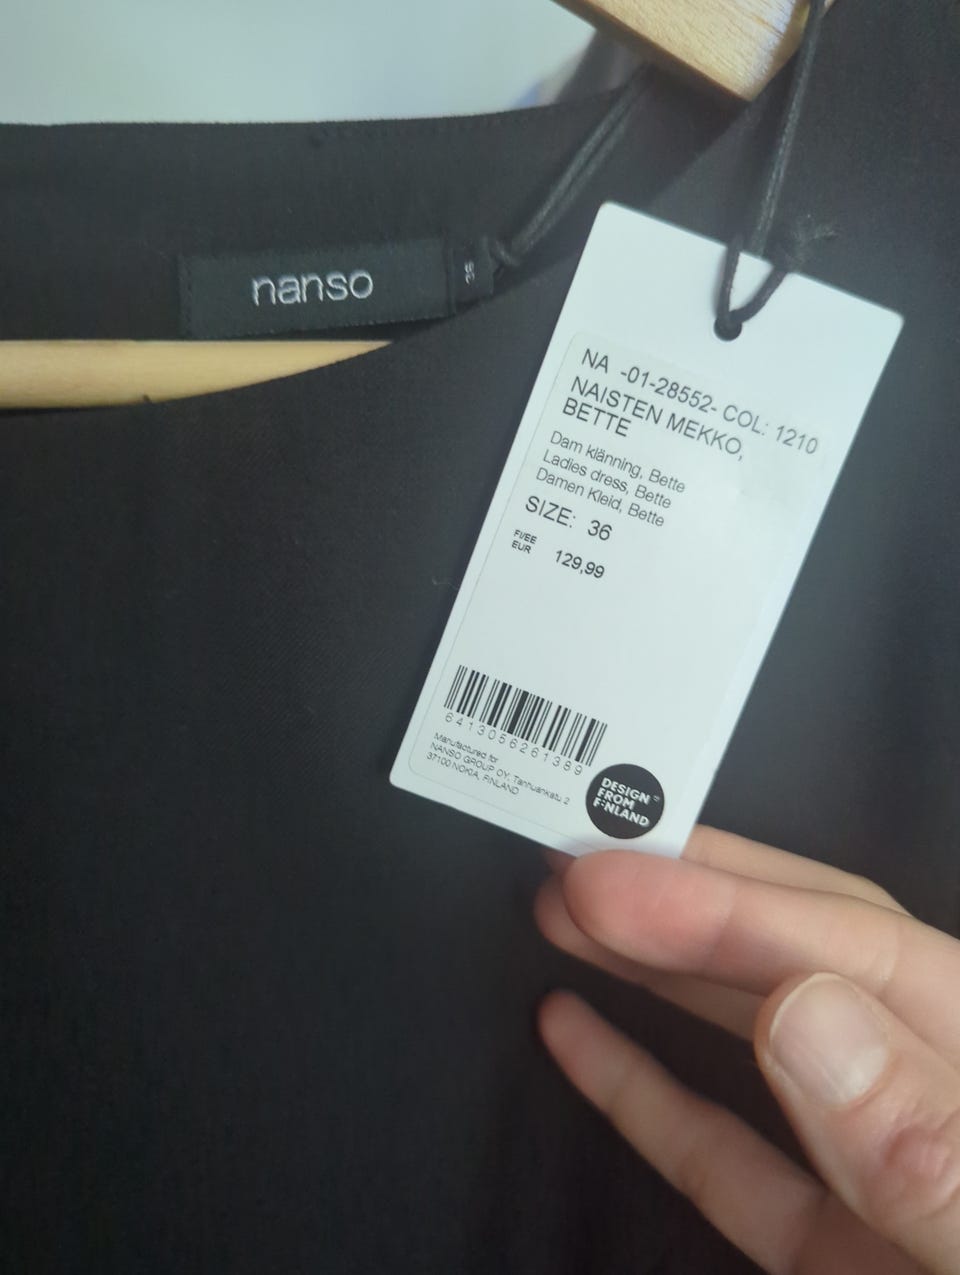 nanso
36
NA -01-28552- COL: 1210
NAISTEN MEKKO,
BETTE
Dam klänning, Bette
Ladies dress, Bette
Damen Kleid, Bette
SIZE: 36
FI/EE
EUR 129,99
6413056261389
Manufactured for
NANSO GROUP OY, Tanhuankatu 2
37100 NOKIA, FINLAND
DESIGN
FROM
FINLAND